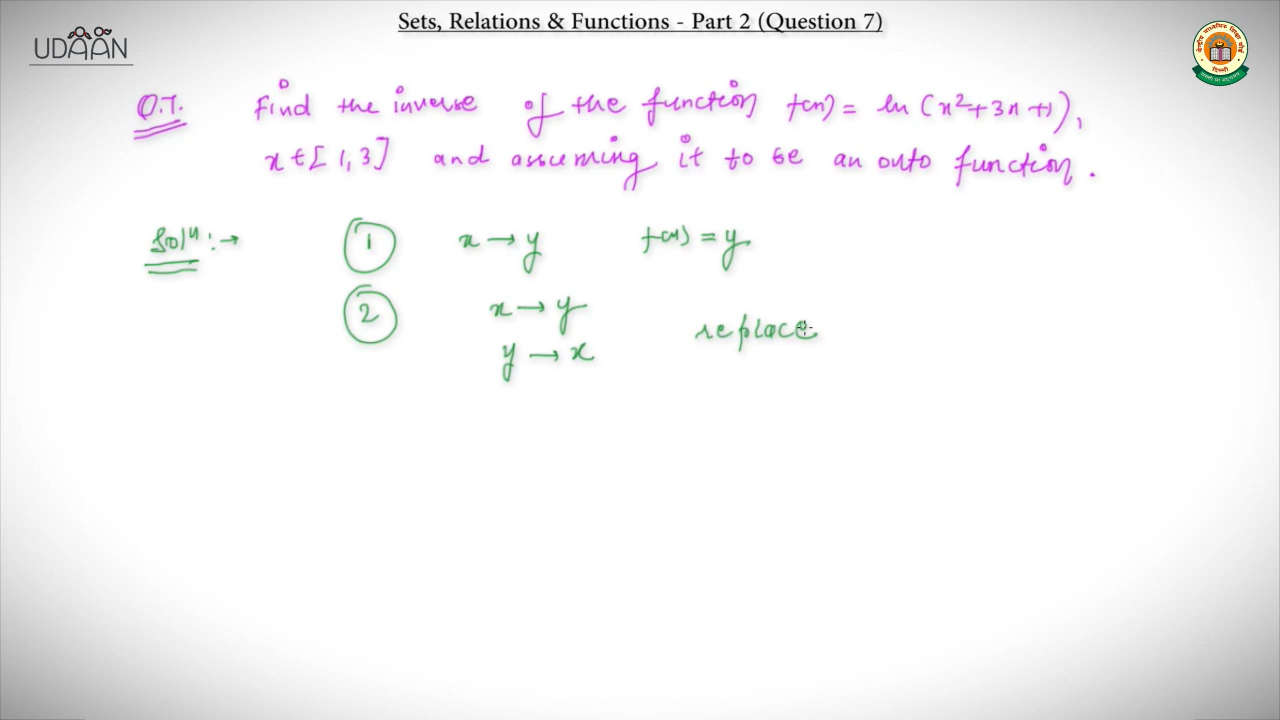 Sets, Relations & Functions - Part 2 (Question 7)
UDAAN
Q.7. Find the inverse of the function f(x) = ln (x²+3x+1),
x ∈ [1,3] and assuming it to be an onto function.
Solⁿ:→ ① x → y f(x) = y
② x → y
y → x replace